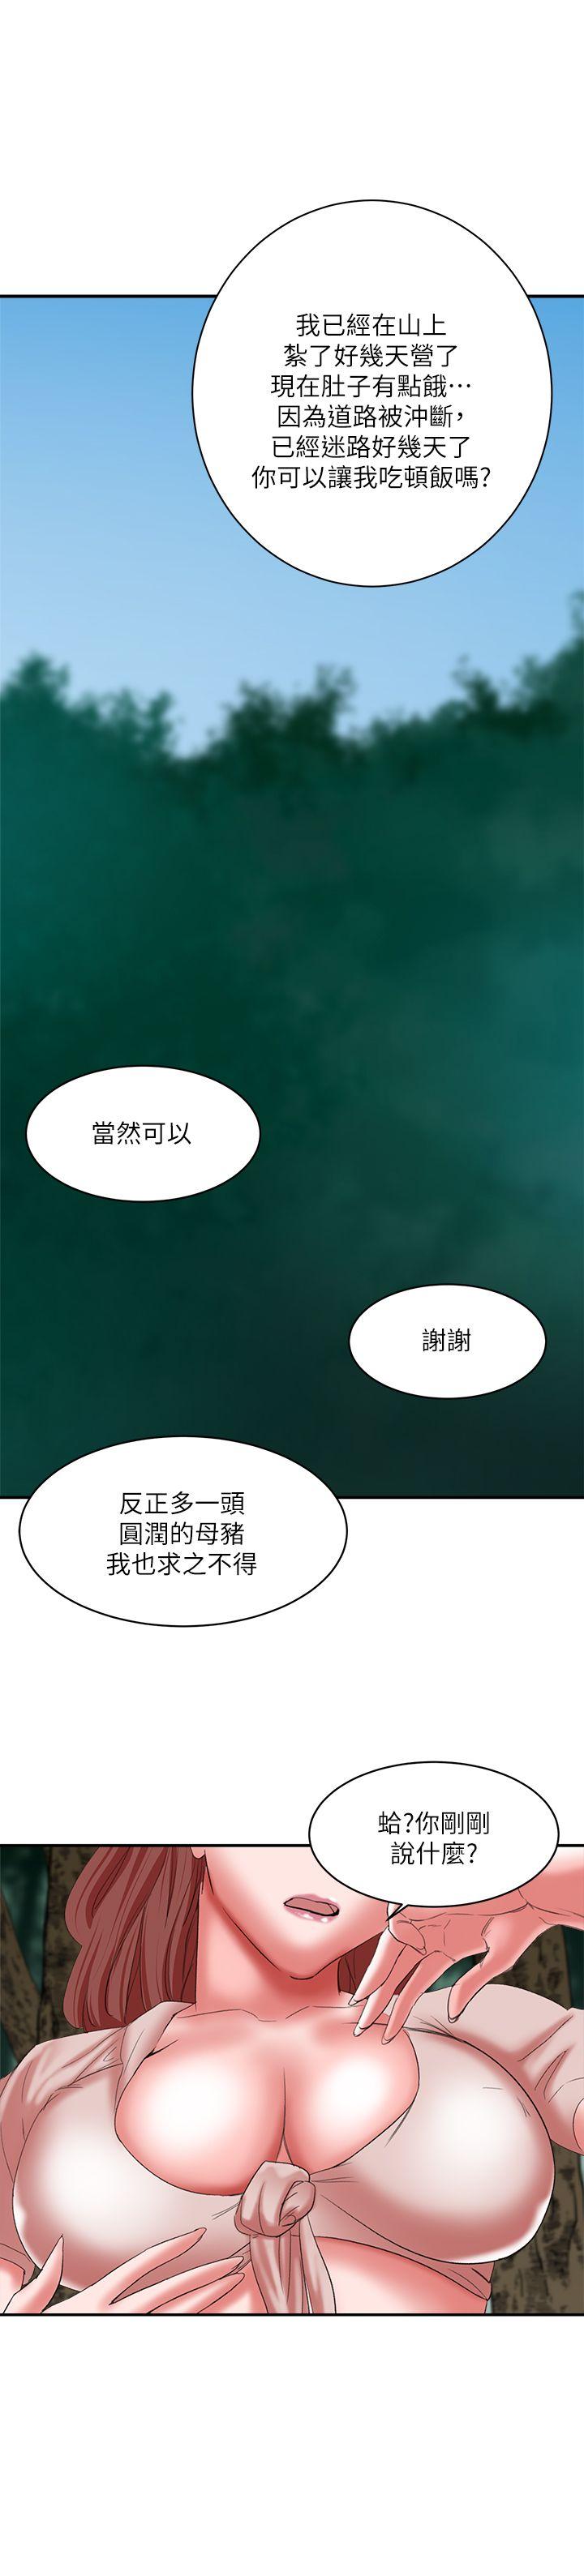 我已經在山上
紮了好幾天營了
現在肚子有點餓⋯
因為道路被沖斷，
已經迷路好幾天了
你可以讓我吃頓飯嗎？
當然可以
謝謝
反正多一頭
圓潤的母豬
我也求之不得
蛤？你剛剛
說什麼？